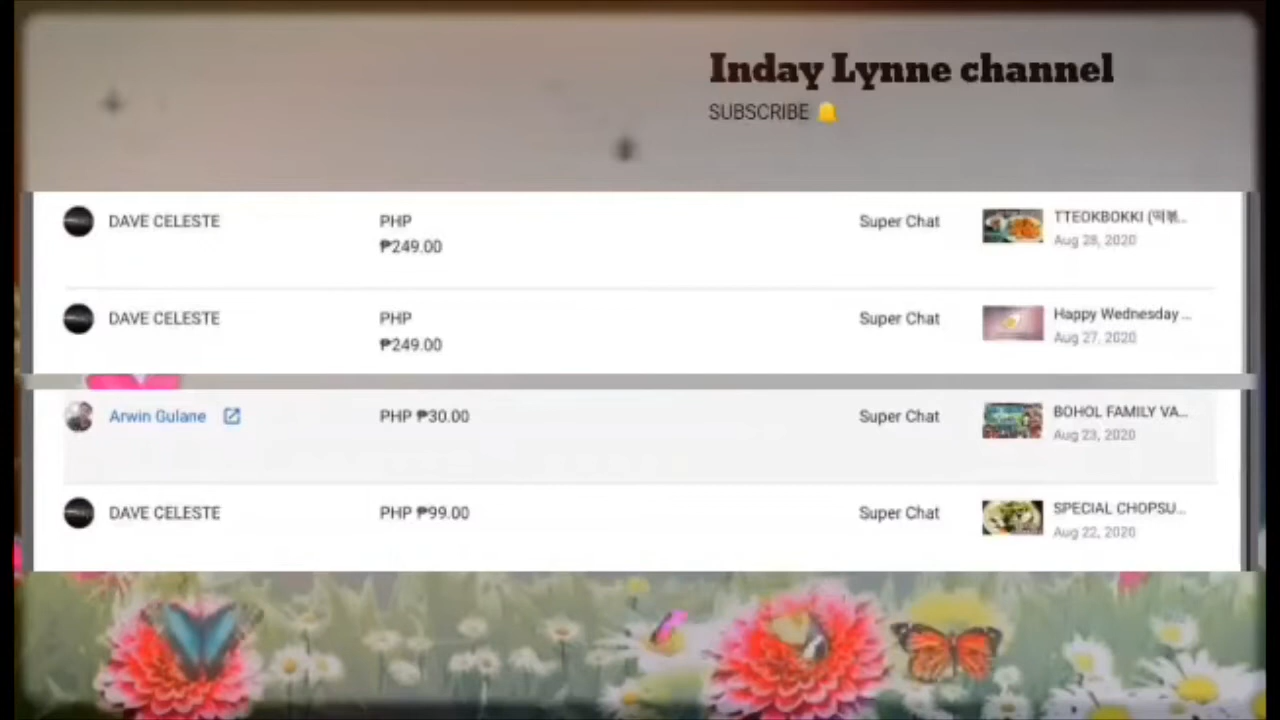 Inday Lynne channel
SUBSCRIBE 🔔
DAVE CELESTE PHP Super Chat TTEOKBOKKI (떡볶...
₱249.00 Aug 28, 2020
DAVE CELESTE PHP Super Chat Happy Wednesday ...
₱249.00 Aug 27, 2020
Arwin Gulane PHP ₱30.00 Super Chat BOHOL FAMILY VA...
Aug 23, 2020
DAVE CELESTE PHP ₱99.00 Super Chat SPECIAL CHOPSU...
Aug 22, 2020